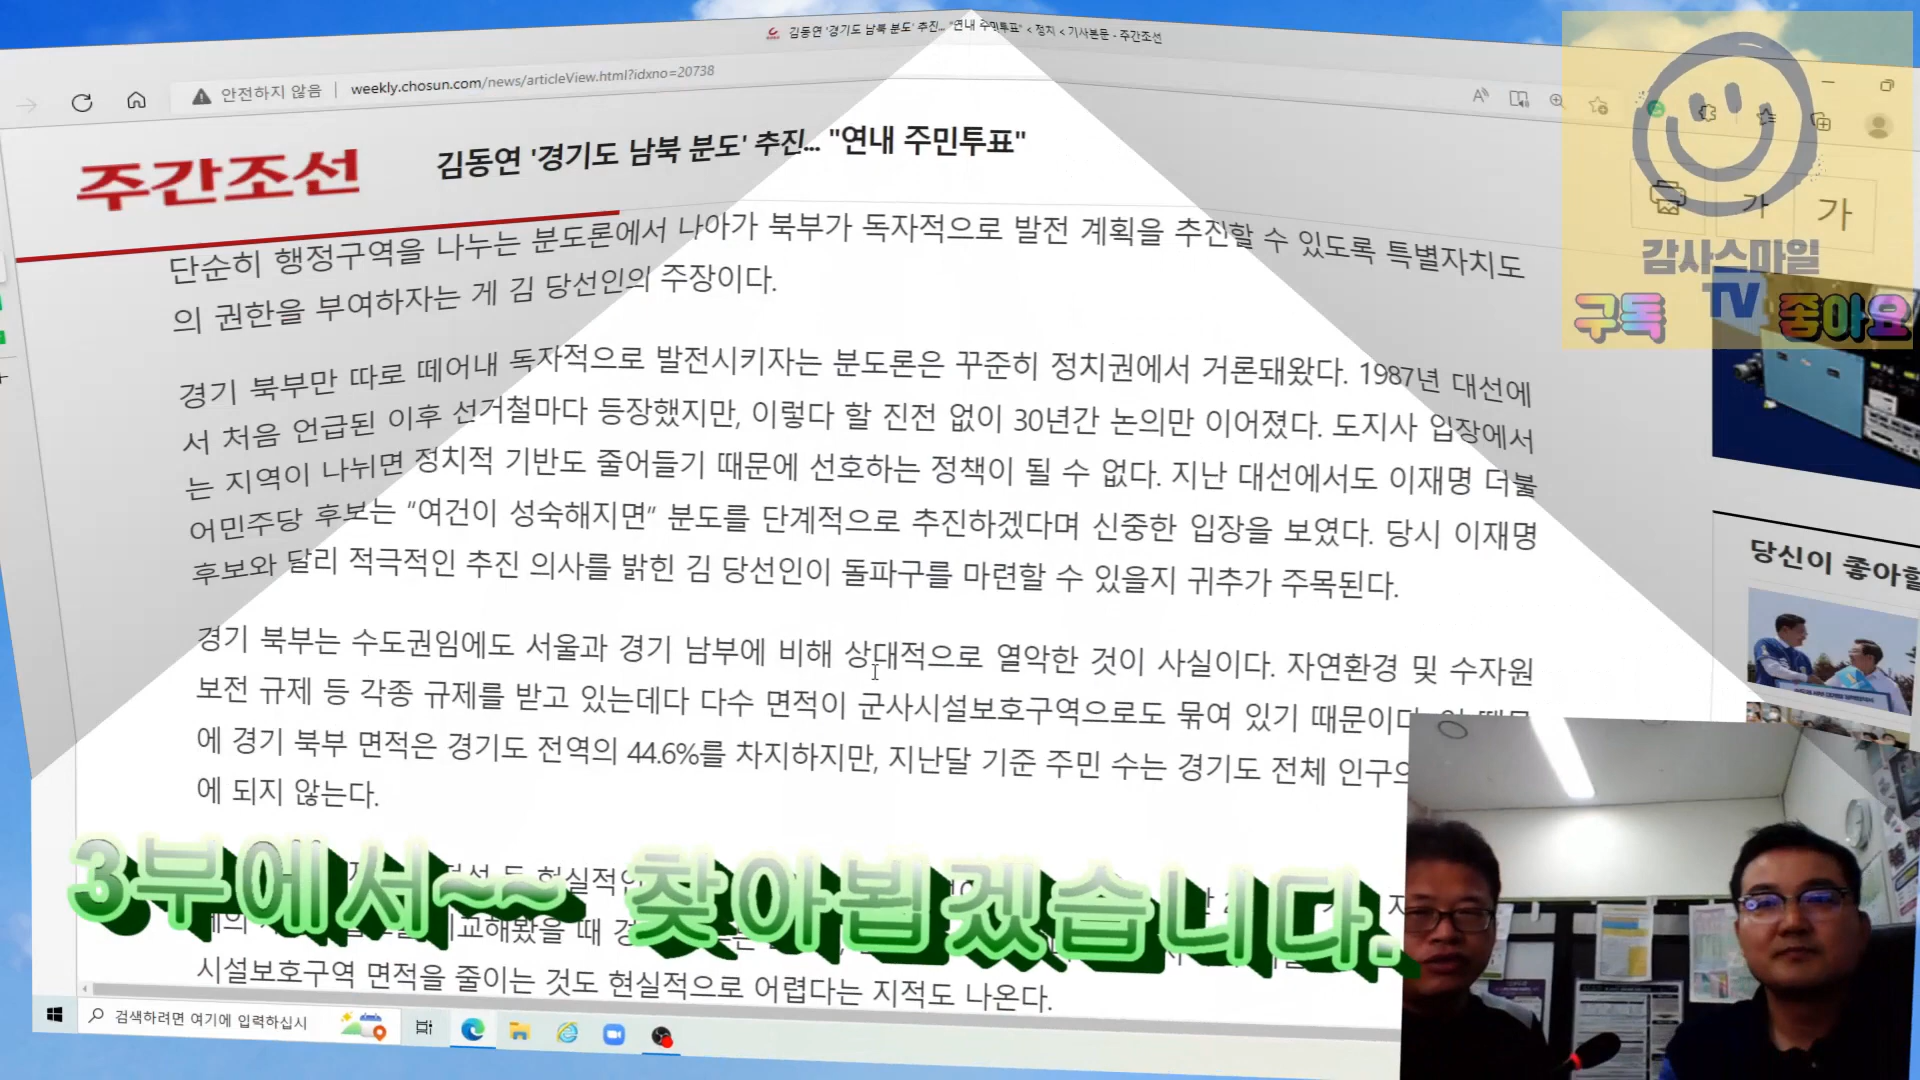 김동연 '경기도 남북 분도' 추진... "연내 주민투표" < 정치 < 기사본문 - 주간조선
안전하지 않음 | weekly.chosun.com/news/articleView.html?idxno=20738
주간조선
김동연 '경기도 남북 분도' 추진... "연내 주민투표"
가 가
감사스마일
TV
구독 좋아요
단순히 행정구역을 나누는 분도론에서 나아가 북부가 독자적으로 발전 계획을 추진할 수 있도록 특별자치도
의 권한을 부여하자는 게 김 당선인의 주장이다.
경기 북부만 따로 떼어내 독자적으로 발전시키자는 분도론은 꾸준히 정치권에서 거론돼왔다. 1987년 대선에
서 처음 언급된 이후 선거철마다 등장했지만, 이렇다 할 진전 없이 30년간 논의만 이어졌다. 도지사 입장에서
는 지역이 나뉘면 정치적 기반도 줄어들기 때문에 선호하는 정책이 될 수 없다. 지난 대선에서도 이재명 더불
어민주당 후보는 “여건이 성숙해지면” 분도를 단계적으로 추진하겠다며 신중한 입장을 보였다. 당시 이재명
후보와 달리 적극적인 추진 의사를 밝힌 김 당선인이 돌파구를 마련할 수 있을지 귀추가 주목된다.
당신이 좋아할
경기 북부는 수도권임에도 서울과 경기 남부에 비해 상대적으로 열악한 것이 사실이다. 자연환경 및 수자원
보전 규제 등 각종 규제를 받고 있는데다 다수 면적이 군사시설보호구역으로도 묶여 있기 때문이다.
에 경기 북부 면적은 경기도 전역의 44.6%를 차지하지만, 지난달 기준 주민 수는 경기도 전체 인구의
에 되지 않는다.
3부에서~~ 찾아뵙겠습니다.
교해봤을 때
시설보호구역 면적을 줄이는 것도 현실적으로 어렵다는 지적도 나온다.
검색하려면 여기에 입력하십시